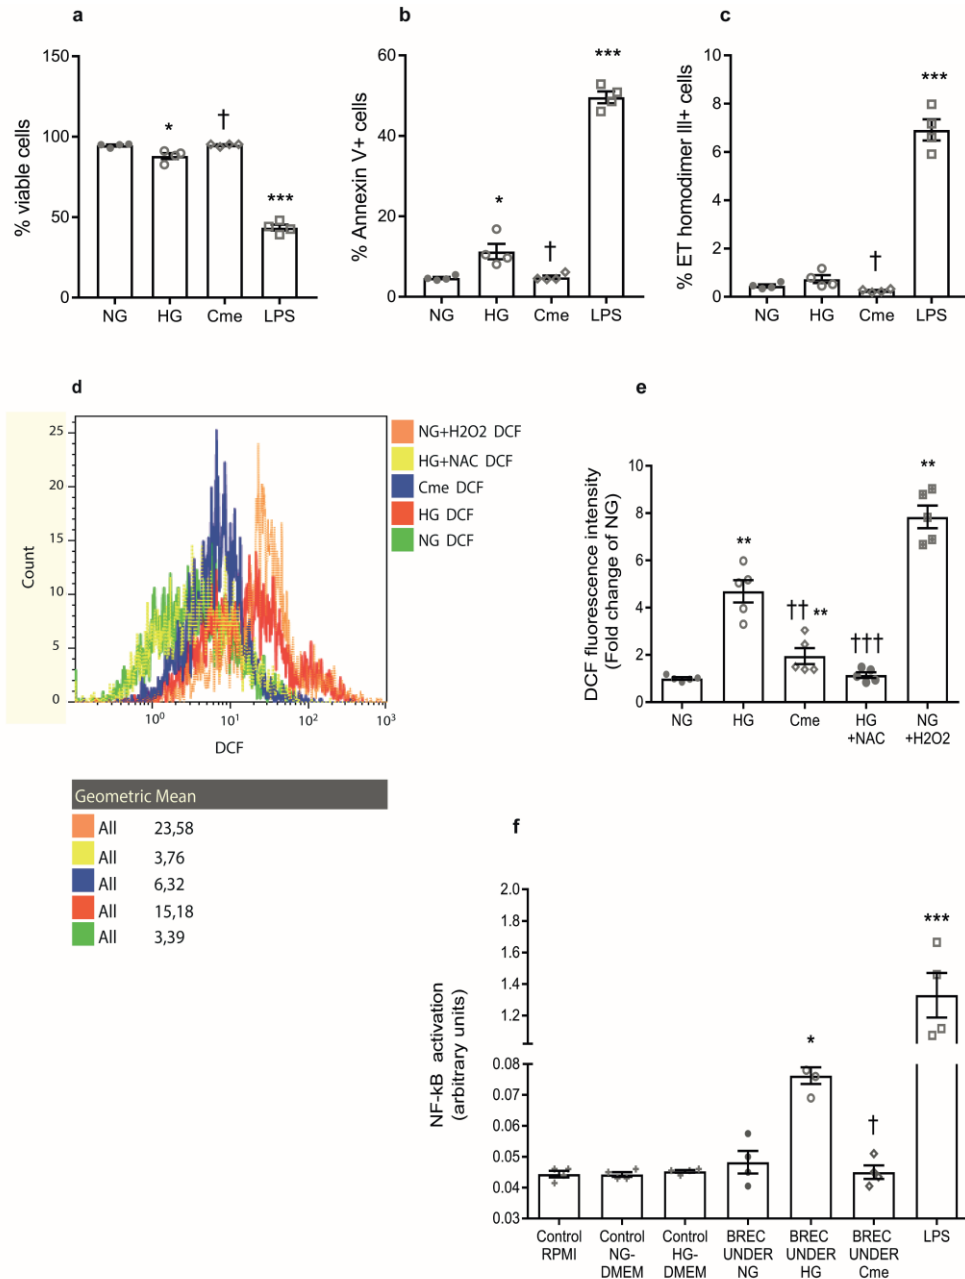 a
% viable cells
150
100
50
0
*
†
***
NG HG Cme LPS
b
% Annexin V+ cells
60
40
20
0
*
†
***
NG HG Cme LPS
c
% ET homodimer III+ cells
10
8
6
4
2
0
†
***
NG HG Cme LPS
d
Count
25
20
15
10
5
0
10⁰ 10¹ 10² 10³
DCF
NG+H2O2 DCF
HG+NAC DCF
Cme DCF
HG DCF
NG DCF
Geometric Mean
All 23,58
All 3,76
All 6,32
All 15,18
All 3,39
e
DCF fluorescence intensity
(Fold change of NG)
10
8
6
4
2
0
**
†† **
†††
**
NG HG Cme HG NG
+NAC +H2O2
f
NF-kB activation
(arbitrary units)
2.0
1.8
1.6
1.4
1.2
0.08
0.07
0.06
0.05
0.04
0.03
*
†
***
Control Control Control BREC BREC BREC LPS
RPMI NG- HG- UNDER UNDER UNDER
DMEM DMEM NG HG Cme